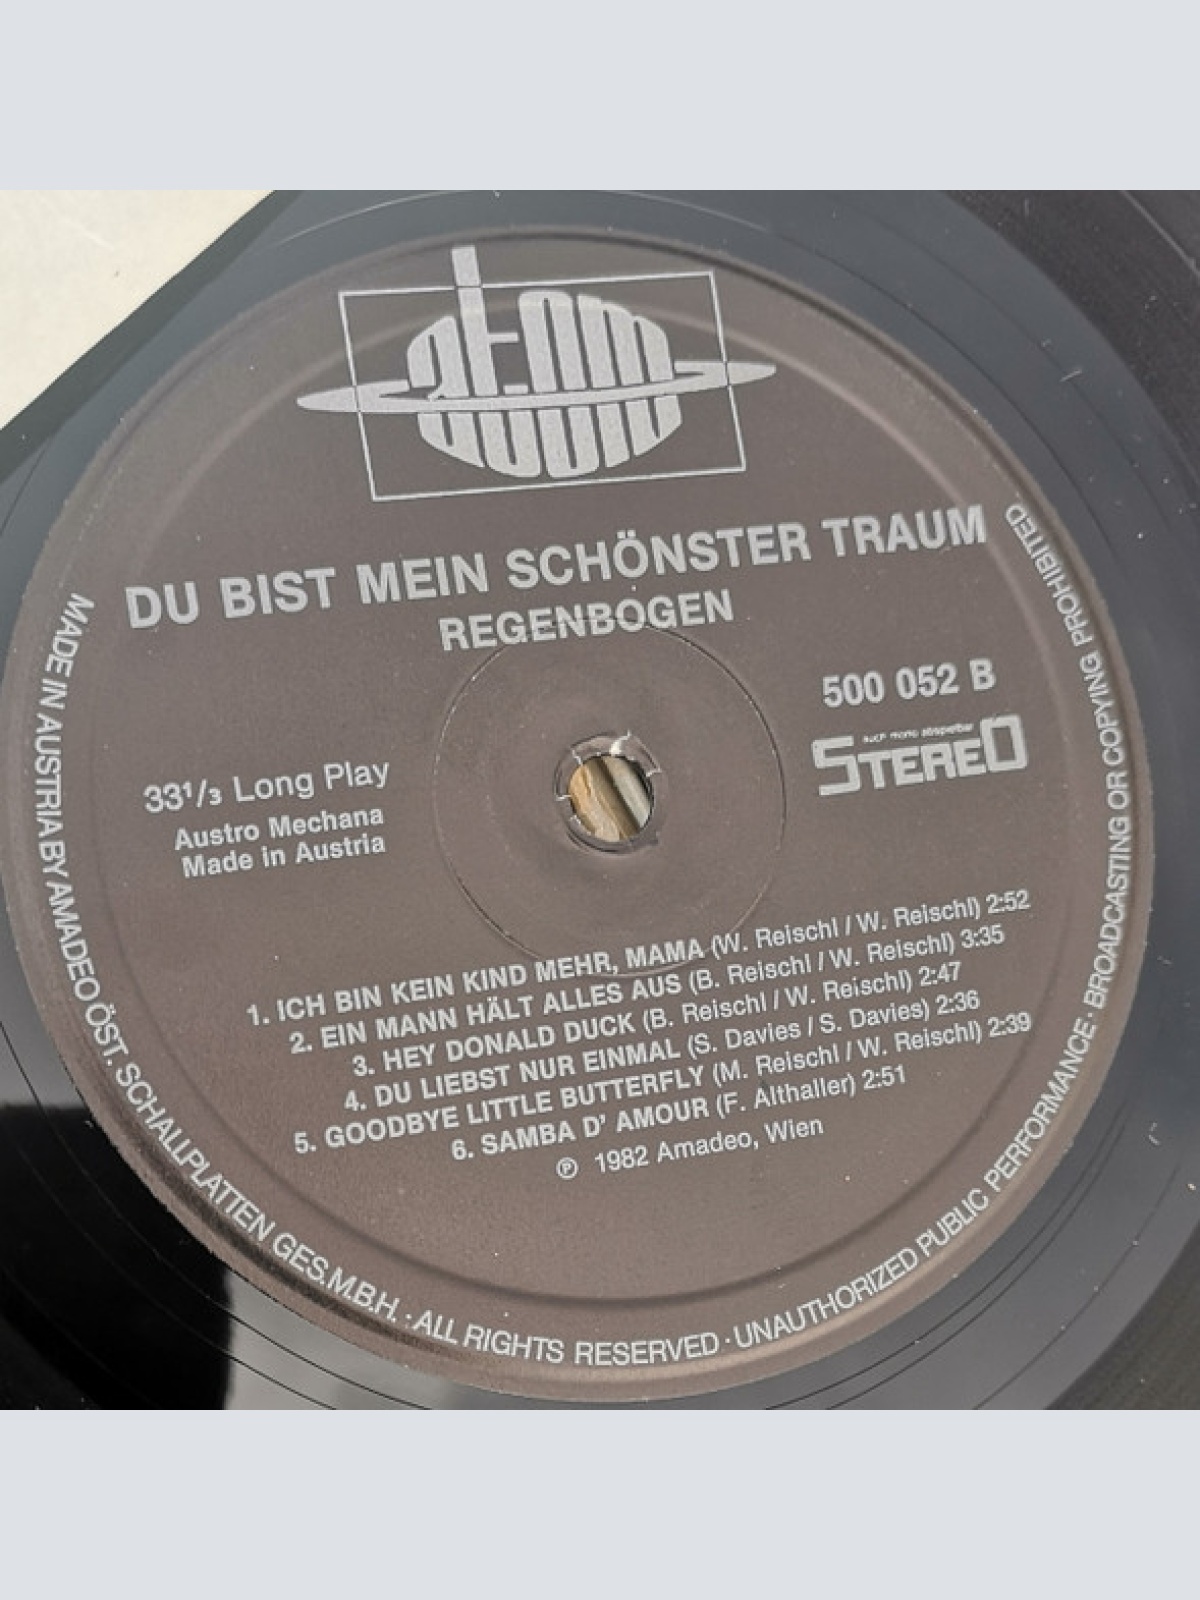 atom
DU BIST MEIN SCHÖNSTER TRAUM
REGENBOGEN
500 052 B
auch mono abspielbar
STEREO
33 1/3 Long Play
Austro Mechana
Made in Austria
1. ICH BIN KEIN KIND MEHR, MAMA (W. Reischl / W. Reischl) 2:52
2. EIN MANN HÄLT ALLES AUS (B. Reischl / W. Reischl) 3:35
3. HEY DONALD DUCK (B. Reischl / W. Reischl) 2:47
4. DU LIEBST NUR EINMAL (S. Davies / S. Davies) 2:36
5. GOODBYE LITTLE BUTTERFLY (M. Reischl / W. Reischl) 2:39
6. SAMBA D' AMOUR (F. Althaller) 2:51
℗ 1982 Amadeo, Wien
MADE IN AUSTRIA BY AMADEO ÖST. SCHALLPLATTEN GES.M.B.H. · ALL RIGHTS RESERVED · UNAUTHORIZED PUBLIC PERFORMANCE · BROADCASTING OR COPYING PROHIBITED